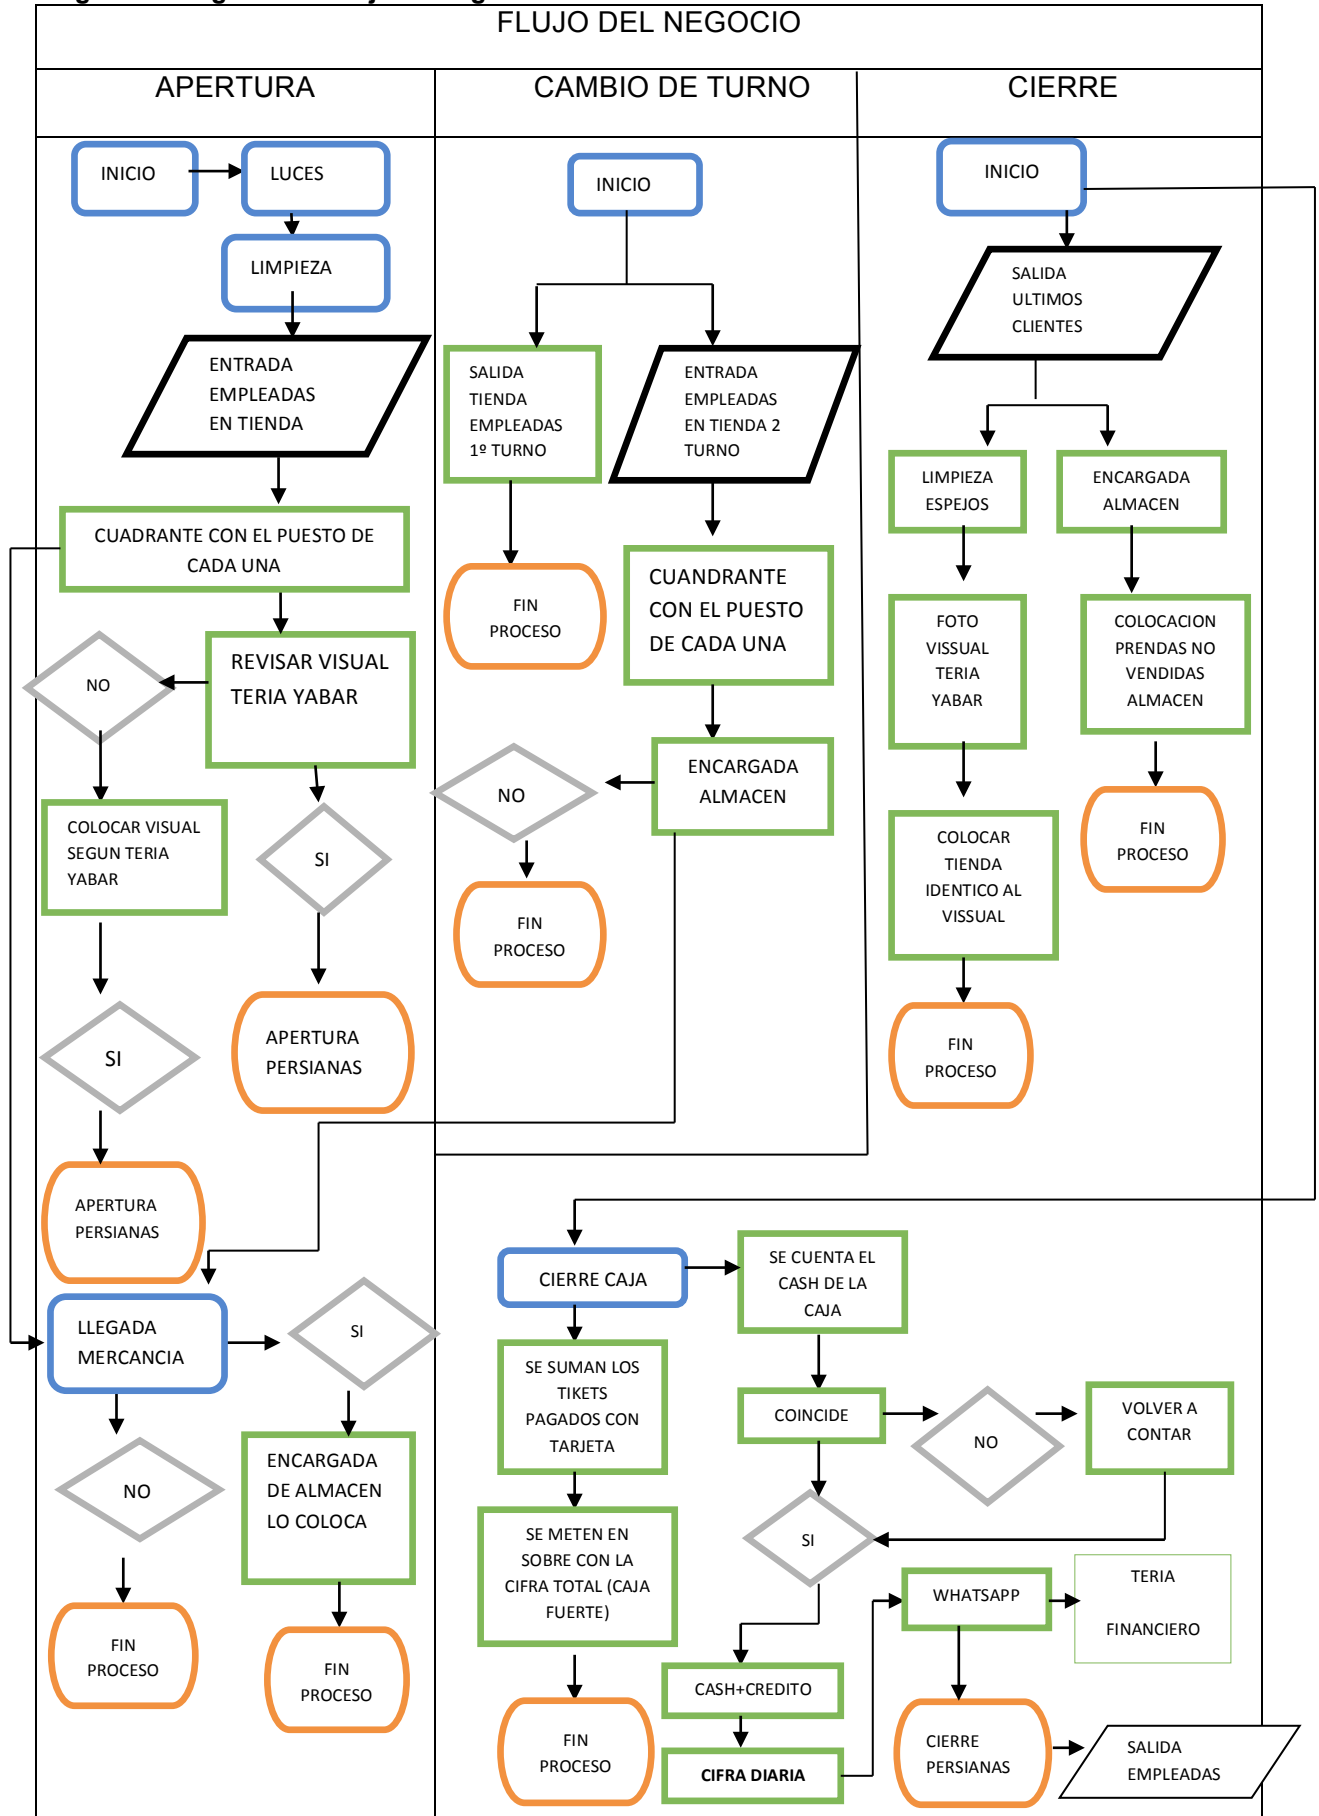 FLUJO DEL NEGOCIO
APERTURA
CAMBIO DE TURNO
CIERRE
INICIO
LUCES
LIMPIEZA
ENTRADA
EMPLEADAS
EN TIENDA
CUADRANTE CON EL PUESTO DE
CADA UNA
REVISAR VISUAL
TERIA YABAR
NO
COLOCAR VISUAL
SEGUN TERIA
YABAR
SI
SI
APERTURA
PERSIANAS
APERTURA
PERSIANAS
LLEGADA
MERCANCIA
SI
NO
ENCARGADA
DE ALMACEN
LO COLOCA
FIN
PROCESO
FIN
PROCESO
INICIO
SALIDA
TIENDA
EMPLEADAS
1º TURNO
ENTRADA
EMPLEADAS
EN TIENDA 2
TURNO
FIN
PROCESO
CUANDRANTE
CON EL PUESTO
DE CADA UNA
ENCARGADA
ALMACEN
NO
FIN
PROCESO
INICIO
SALIDA
ULTIMOS
CLIENTES
LIMPIEZA
ESPEJOS
ENCARGADA
ALMACEN
FOTO
VISSUAL
TERIA
YABAR
COLOCACION
PRENDAS NO
VENDIDAS
ALMACEN
COLOCAR
TIENDA
IDENTICO AL
VISSUAL
FIN
PROCESO
FIN
PROCESO
CIERRE CAJA
SE CUENTA EL
CASH DE LA
CAJA
SE SUMAN LOS
TIKETS
PAGADOS CON
TARJETA
COINCIDE
NO
VOLVER A
CONTAR
SE METEN EN
SOBRE CON LA
CIFRA TOTAL (CAJA
FUERTE)
SI
WHATSAPP
TERIA
FINANCIERO
CASH+CREDITO
FIN
PROCESO
CIFRA DIARIA
CIERRE
PERSIANAS
SALIDA
EMPLEADAS